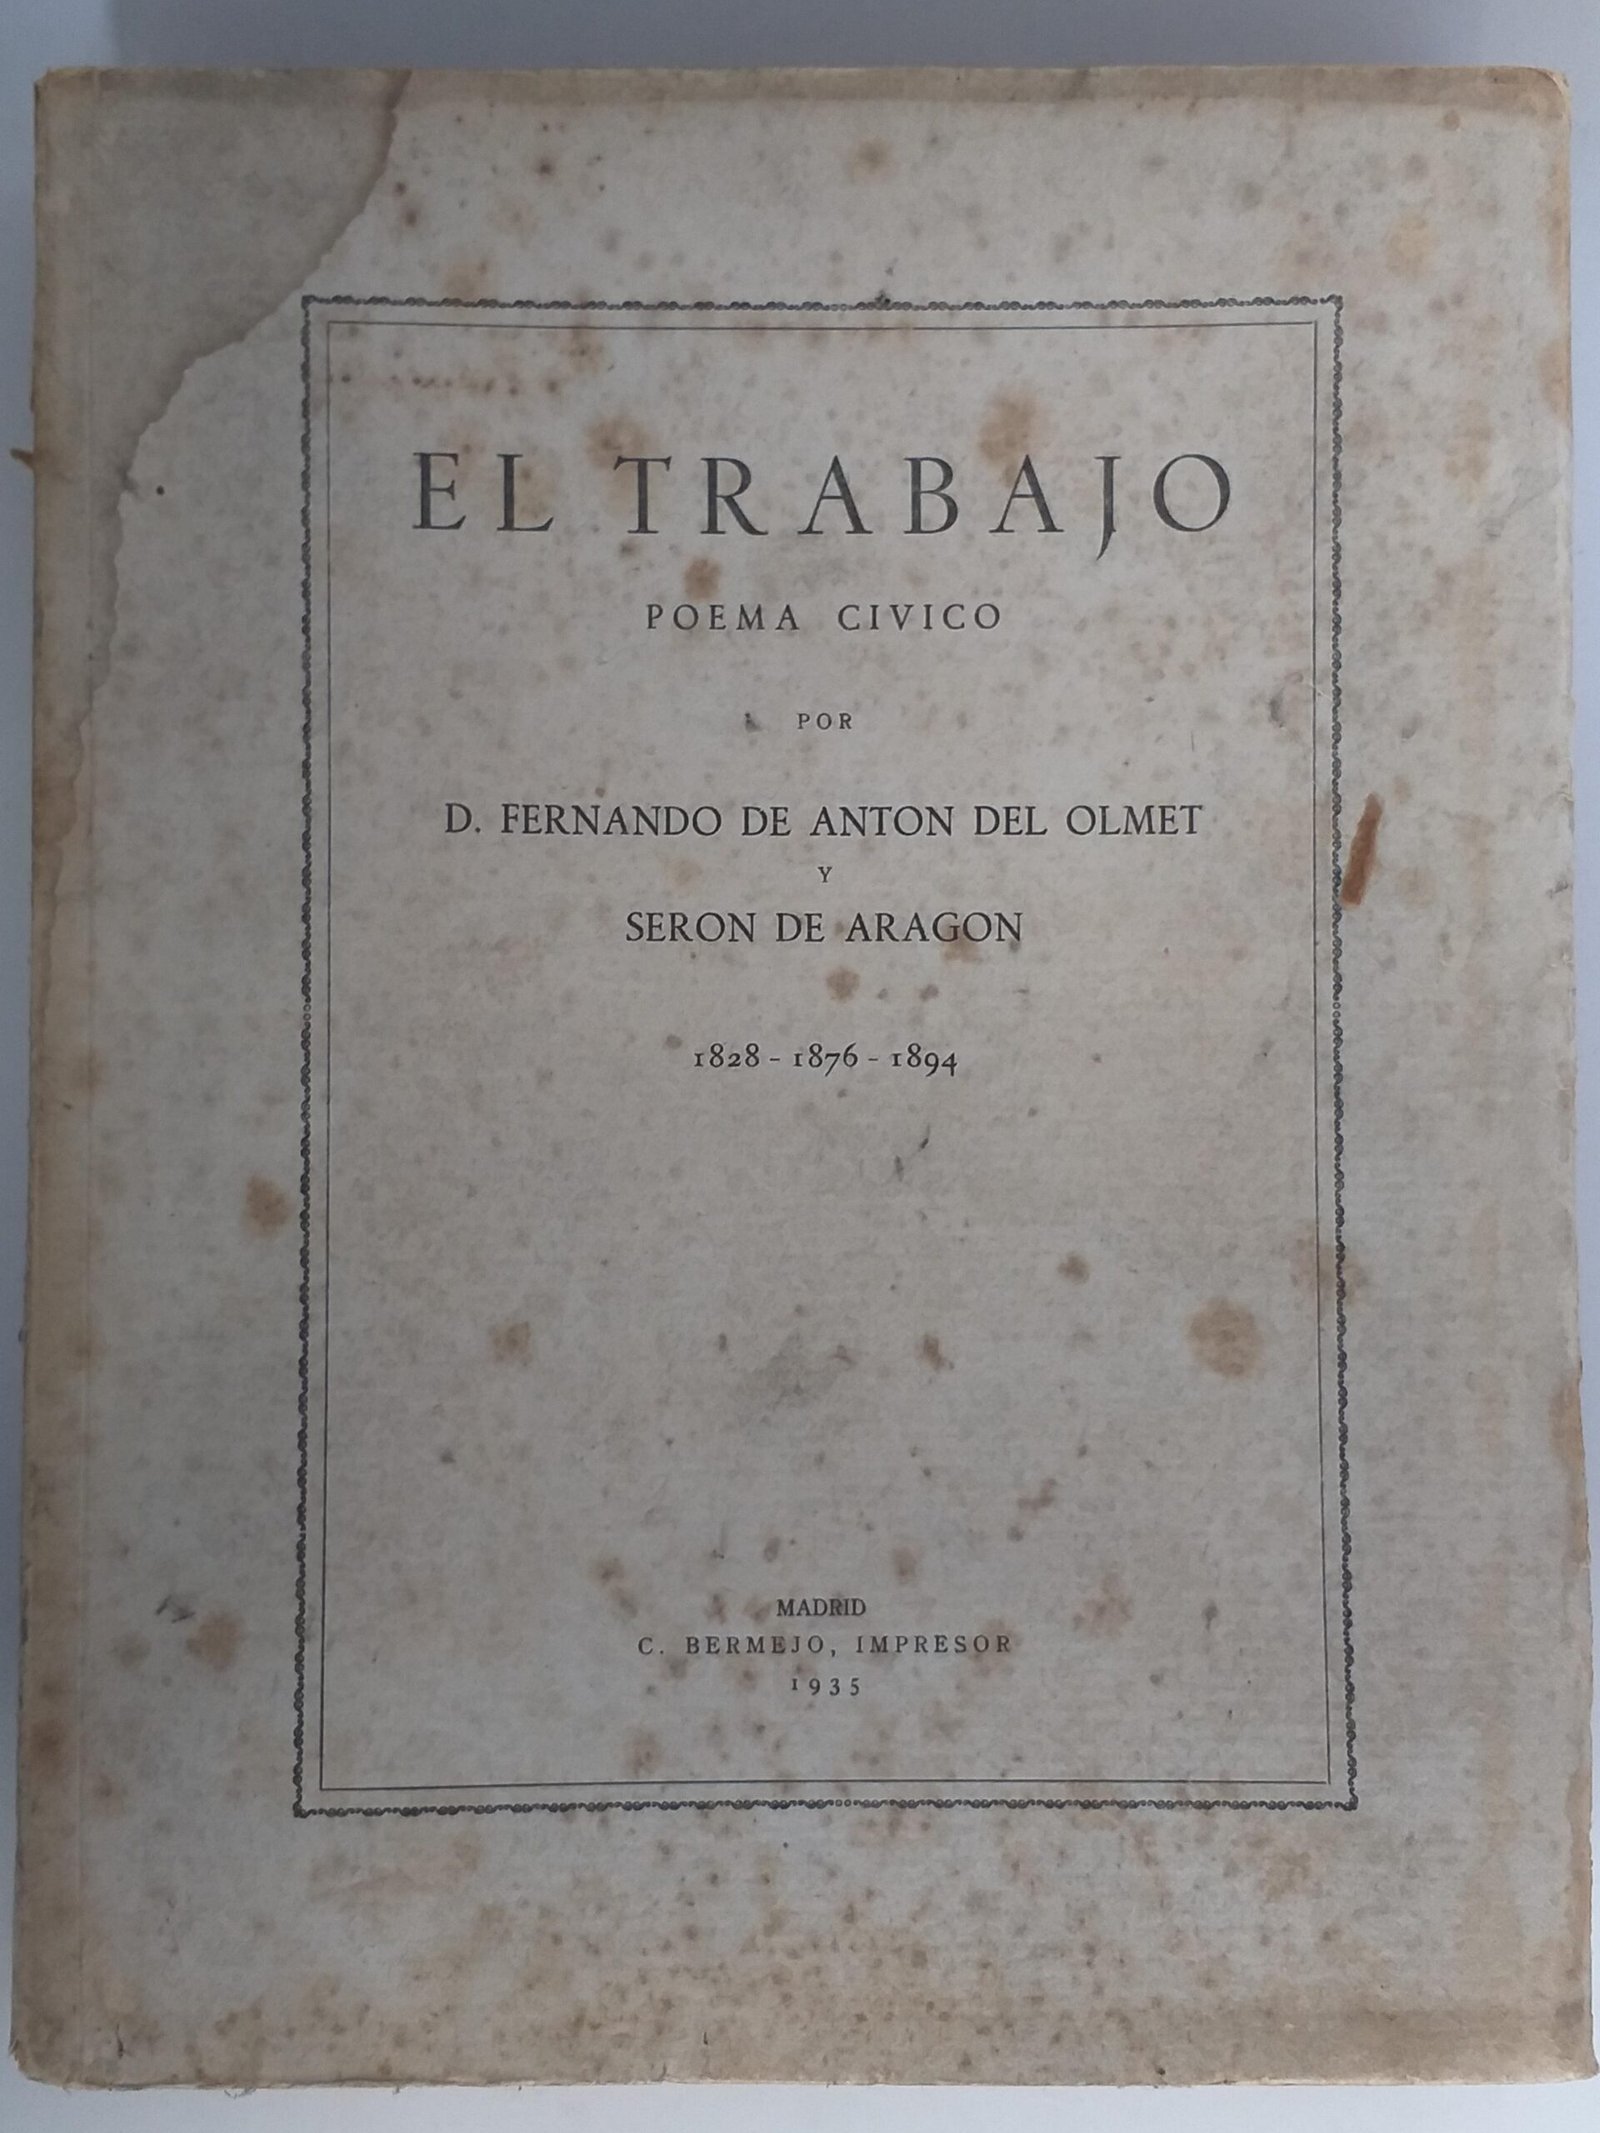 EL TRABAJO
POEMA CIVICO
POR
D. FERNANDO DE ANTON DEL OLMET
Y
SERON DE ARAGON
1828 - 1876 - 1894
MADRID
C. BERMEJO, IMPRESOR
1935